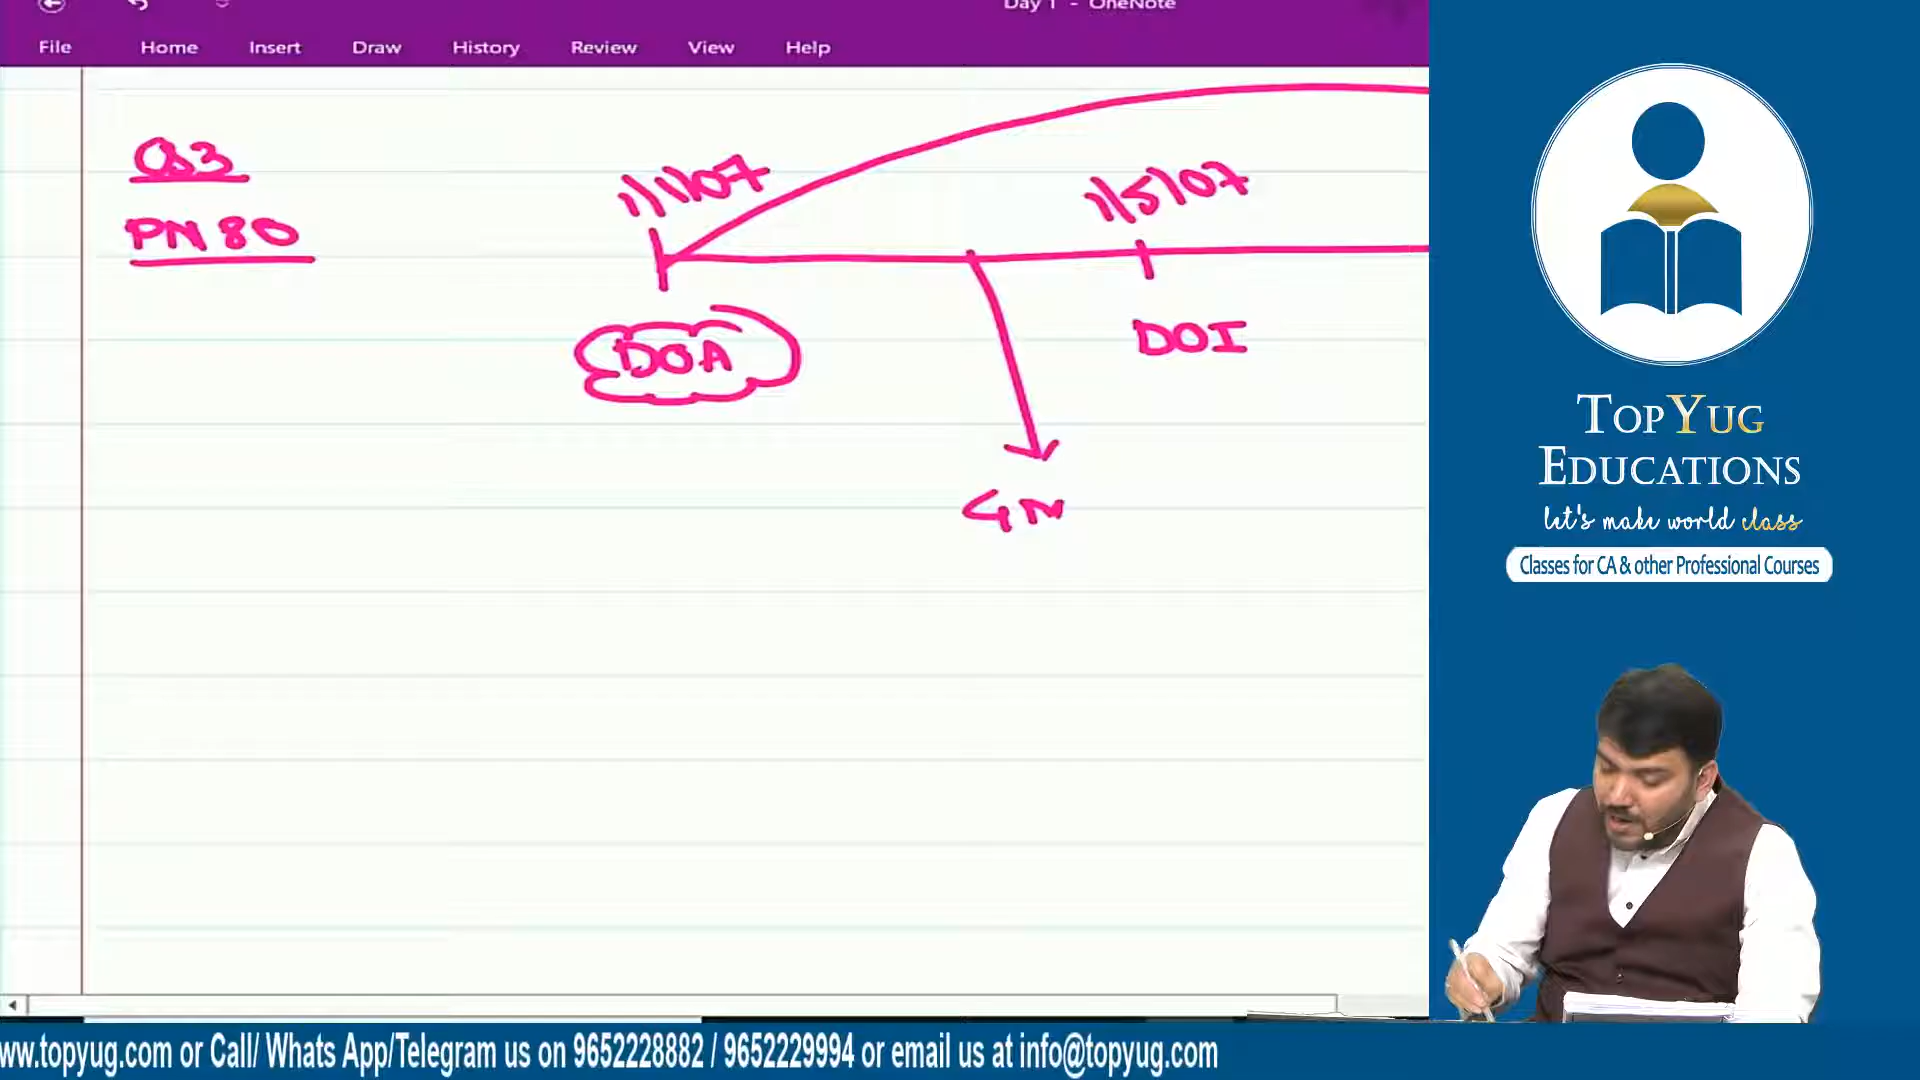 Day 1 - OneNote
File Home Insert Draw History Review View Help
Q3
PN 80
1/1/07
1/5/07
DOA
DOI
4m
TOPYUG
EDUCATIONS
let's make world class
Classes for CA & other Professional Courses
ww.topyug.com or Call/ Whats App/Telegram us on 9652228882 / 9652229994 or email us at info@topyug.com